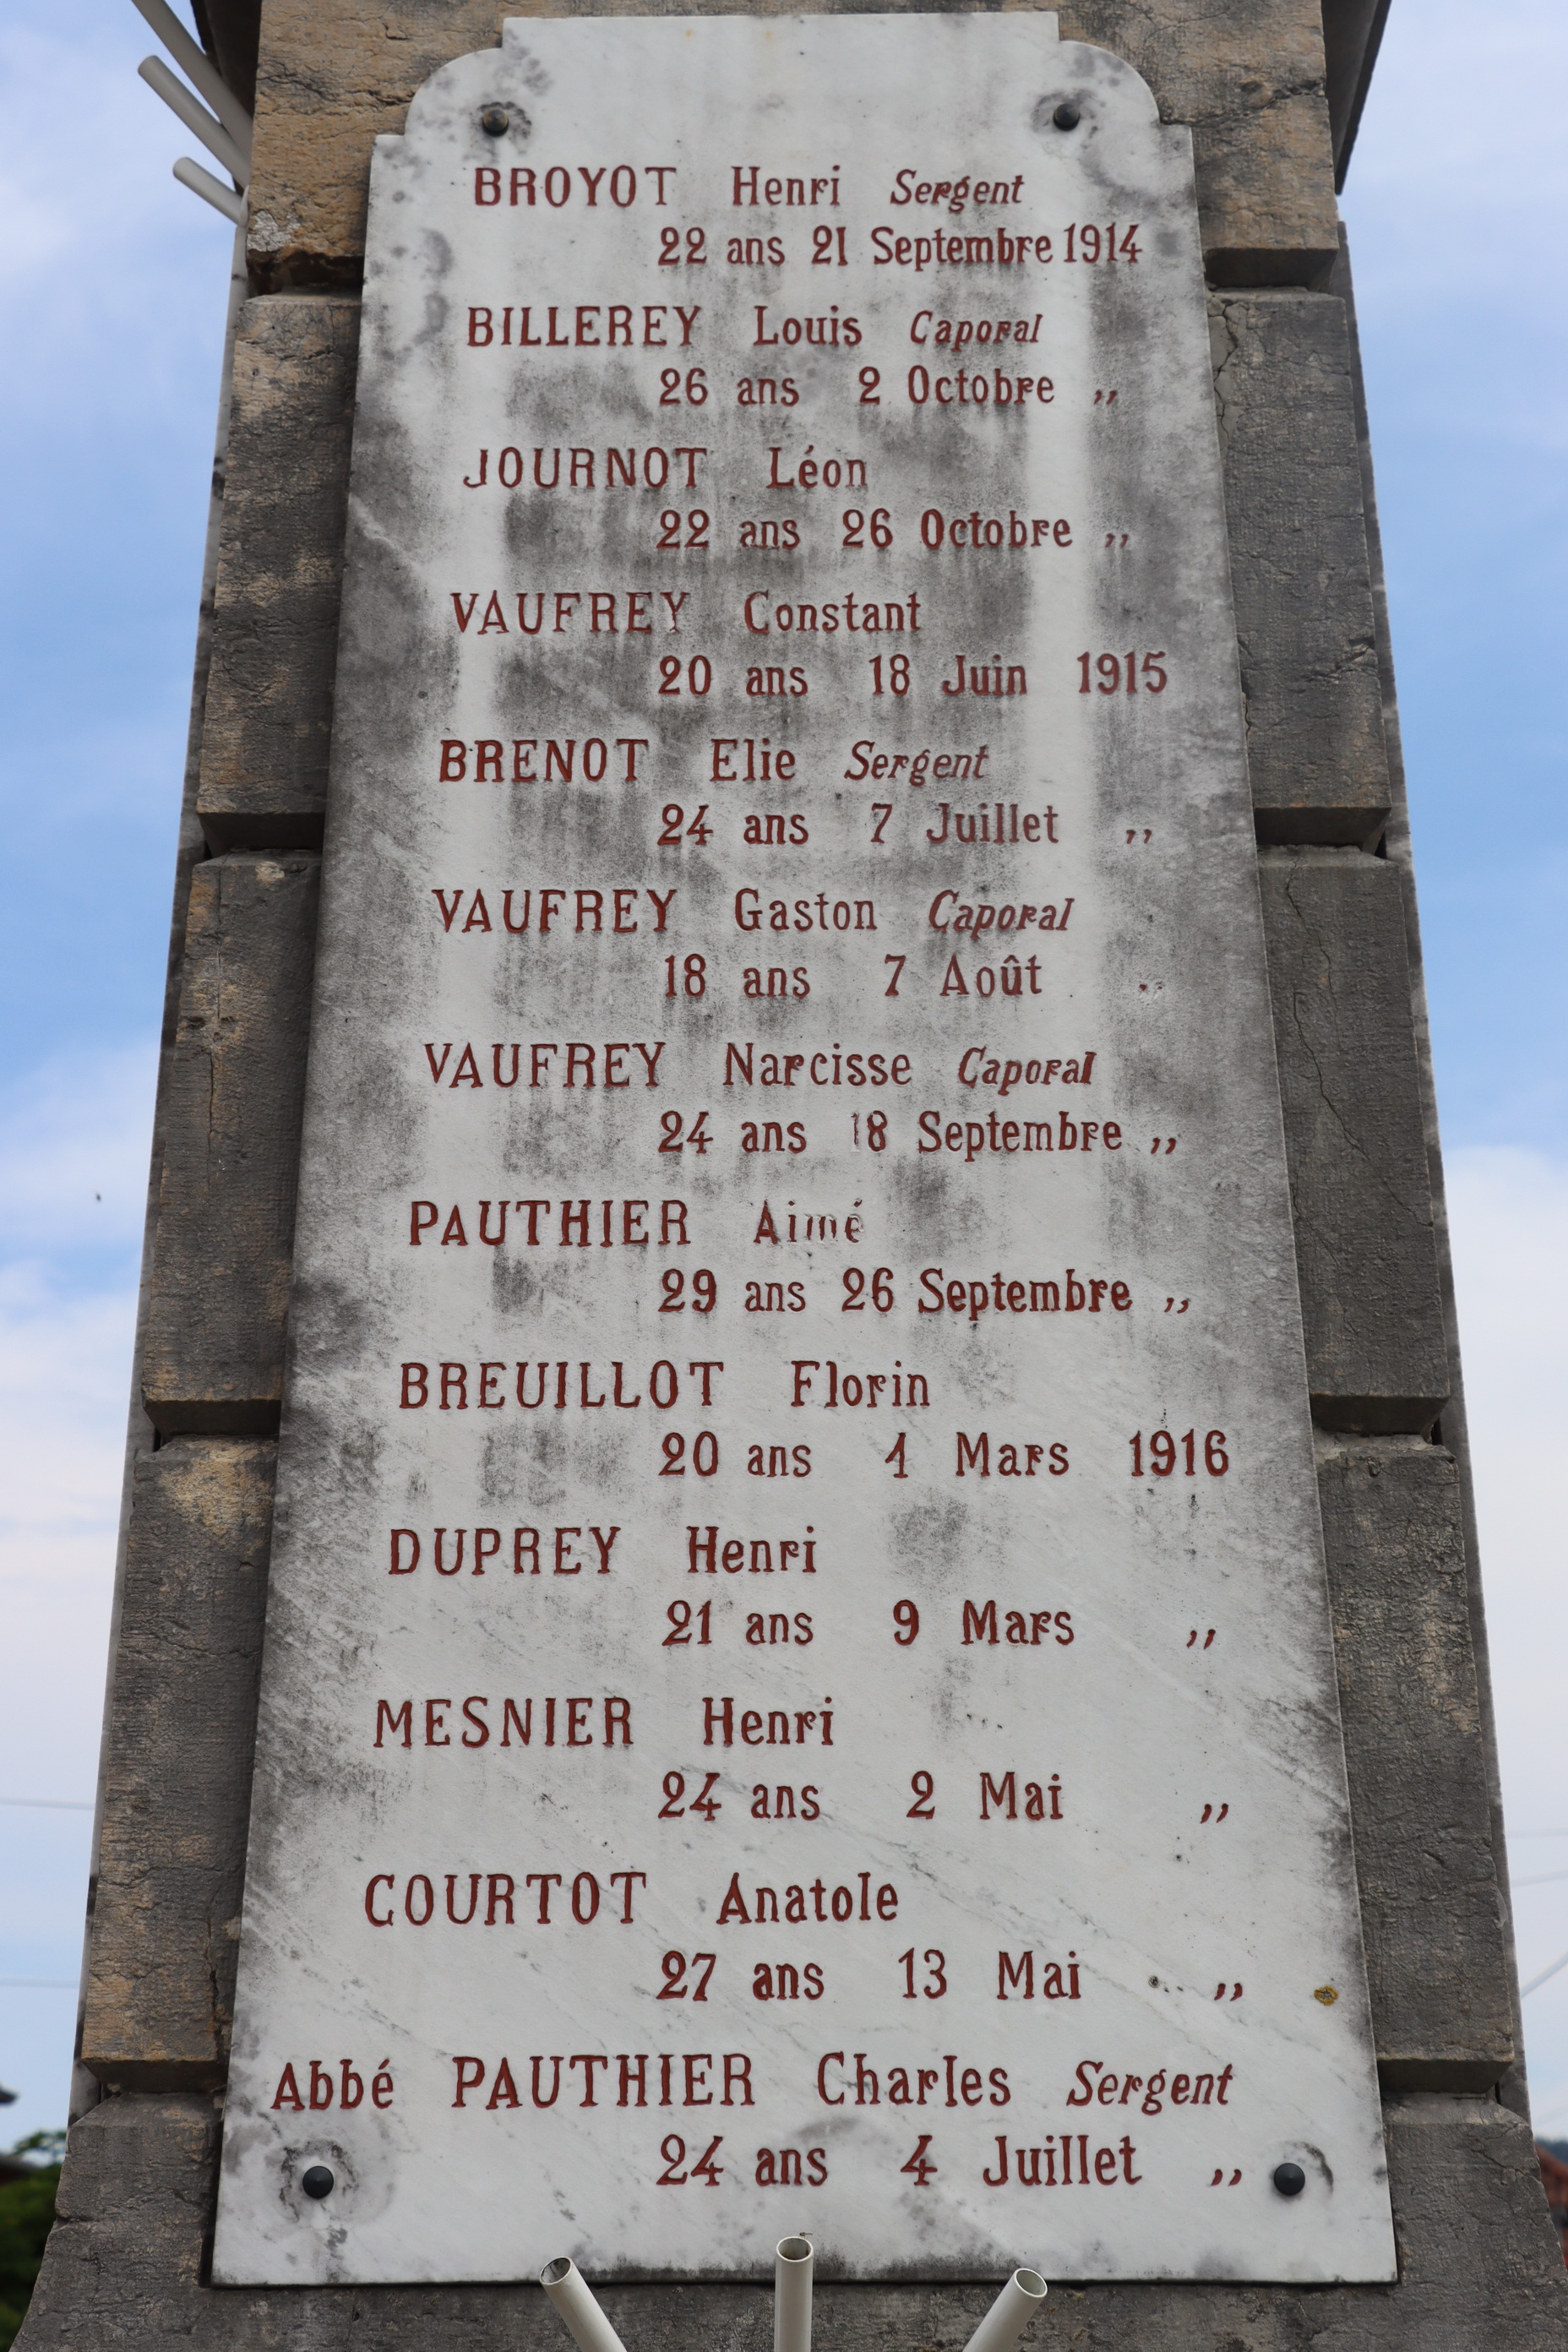 BROYOT Henri Sergent
22 ans 21 Septembre 1914
BILLEREY Louis Caporal
26 ans 2 Octobre ,,
JOURNOT Léon
22 ans 26 Octobre ,,
VAUFREY Constant
20 ans 18 Juin 1915
BRENOT Elie Sergent
24 ans 7 Juillet ,,
VAUFREY Gaston Caporal
18 ans 7 Août ,,
VAUFREY Narcisse Caporal
24 ans 18 Septembre ,,
PAUTHIER Aimé
29 ans 26 Septembre ,,
BREUILLOT Florin
20 ans 1 Mars 1916
DUPREY Henri
21 ans 9 Mars ,,
MESNIER Henri
24 ans 2 Mai ,,
COURTOT Anatole
27 ans 13 Mai ,,
Abbé PAUTHIER Charles Sergent
24 ans 4 Juillet ,,